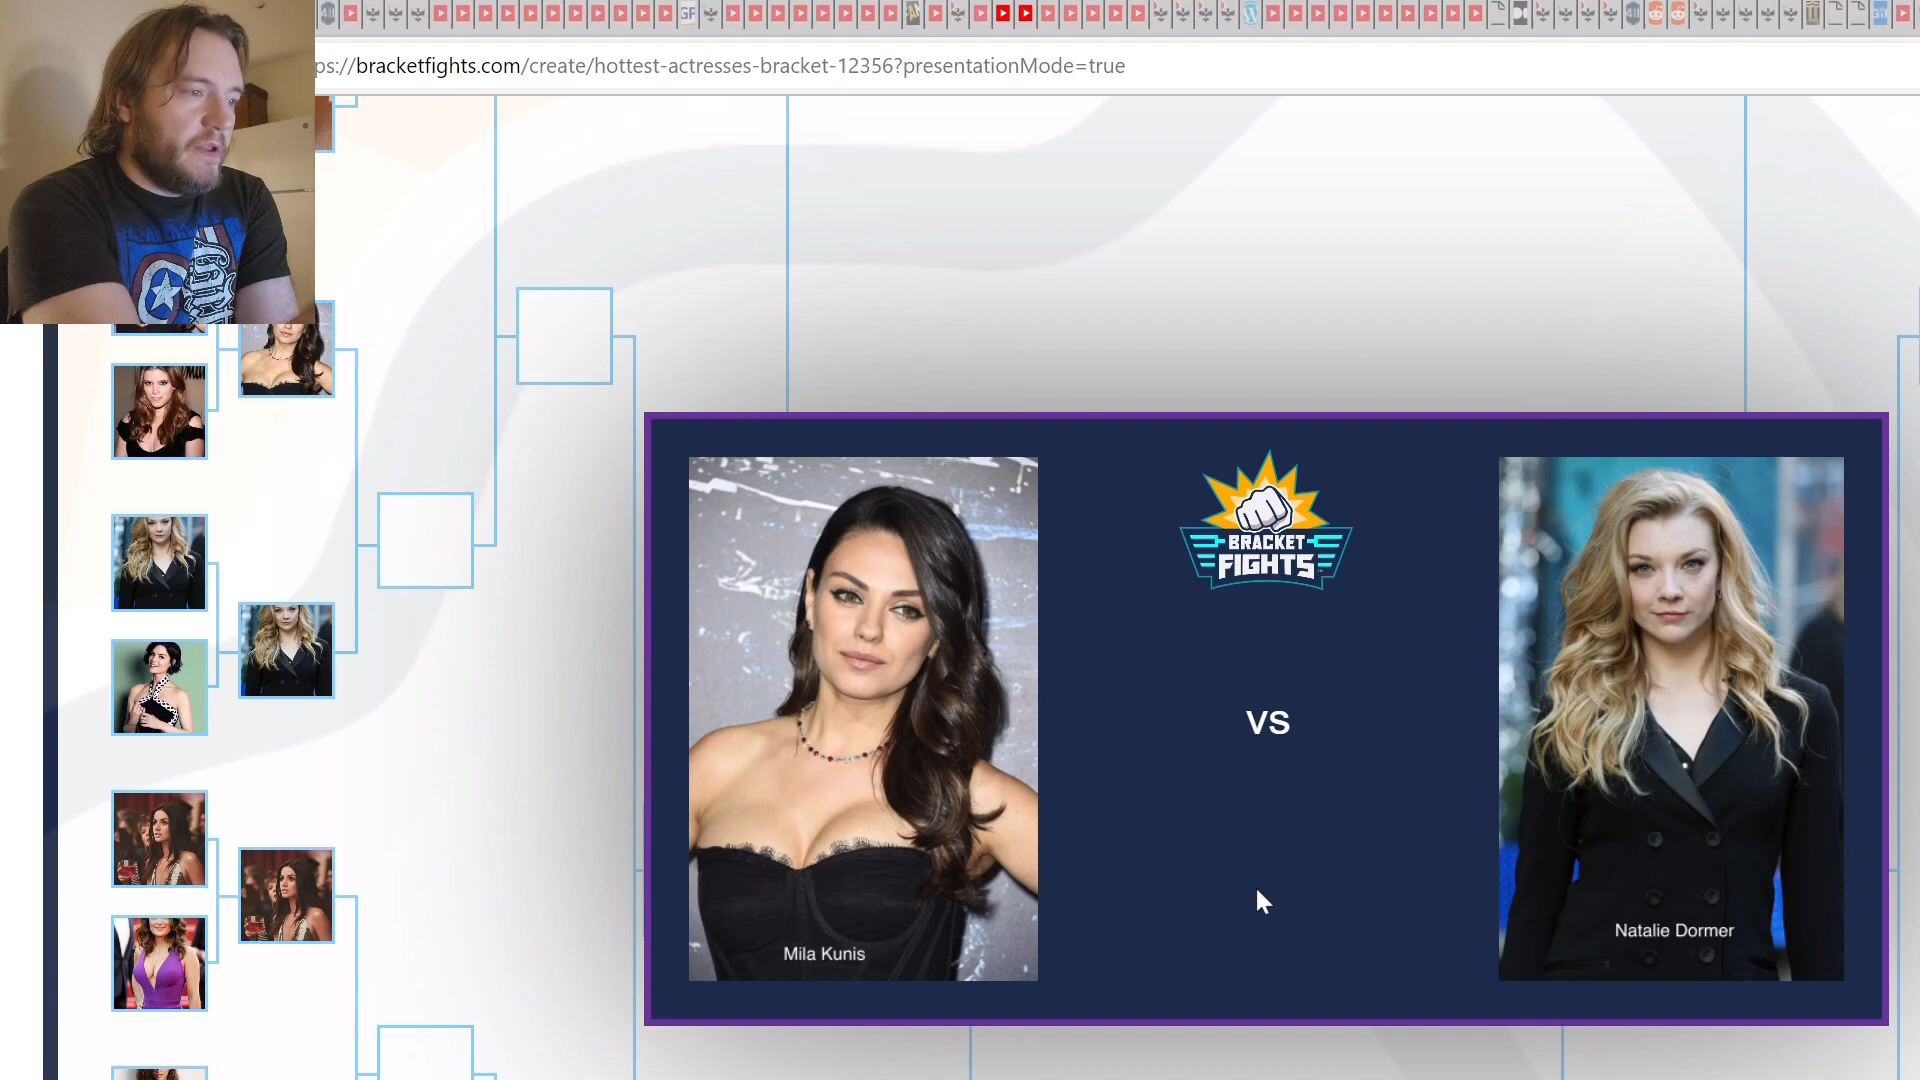 ps://bracketfights.com/create/hottest-actresses-bracket-12356?presentationMode=true
BRACKET
FIGHTS
VS
Mila Kunis
Natalie Dormer